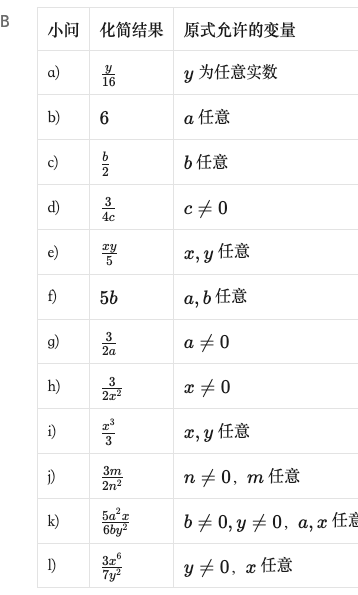 B
小问 化简结果 原式允许的变量
a) y/16 y 为任意实数
b) 6 a 任意
c) b/2 b 任意
d) 3/4c c ≠ 0
e) xy/5 x, y 任意
f) 5b a, b 任意
g) 3/2a a ≠ 0
h) 3/2x² x ≠ 0
i) x³/3 x, y 任意
j) 3m/2n² n ≠ 0，m 任意
k) 5a²x/6by² b ≠ 0, y ≠ 0，a, x 任意
l) 3x⁶/7y² y ≠ 0，x 任意